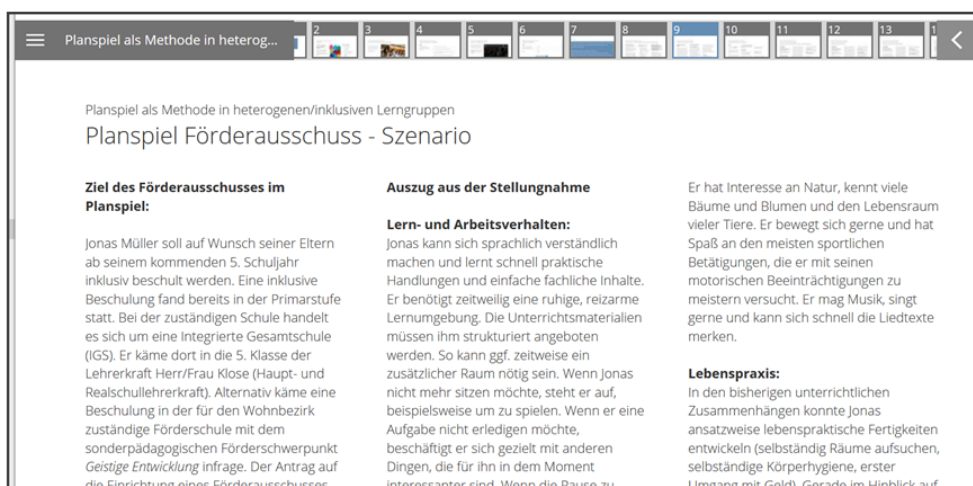 Planspiel als Methode in heterog...
2
3
4
5
6
7
8
9
10
11
12
13
Planspiel als Methode in heterogenen/inklusiven Lerngruppen
Planspiel Förderausschuss - Szenario
Ziel des Förderausschusses im
Planspiel:
Jonas Müller soll auf Wunsch seiner Eltern
ab seinem kommenden 5. Schuljahr
inklusiv beschult werden. Eine inklusive
Beschulung fand bereits in der Primarstufe
statt. Bei der zuständigen Schule handelt
es sich um eine Integrierte Gesamtschule
(IGS). Er käme dort in die 5. Klasse der
Lehrerkraft Herr/Frau Klose (Haupt- und
Realschullehrerkraft). Alternativ käme eine
Beschulung in der für den Wohnbezirk
zuständige Förderschule mit dem
sonderpädagogischen Förderschwerpunkt
Geistige Entwicklung infrage. Der Antrag auf
die Einrichtung eines Förderausschusses
Auszug aus der Stellungnahme
Lern- und Arbeitsverhalten:
Jonas kann sich sprachlich verständlich
machen und lernt schnell praktische
Handlungen und einfache fachliche Inhalte.
Er benötigt zeitweilig eine ruhige, reizarme
Lernumgebung. Die Unterrichtsmaterialien
müssen ihm strukturiert angeboten
werden. So kann ggf. zeitweise ein
zusätzlicher Raum nötig sein. Wenn Jonas
nicht mehr sitzen möchte, steht er auf,
beispielsweise um zu spielen. Wenn er eine
Aufgabe nicht erledigen möchte,
beschäftigt er sich gezielt mit anderen
Dingen, die für ihn in dem Moment
interessanter sind. Wenn die Pause zu
Er hat Interesse an Natur, kennt viele
Bäume und Blumen und den Lebensraum
vieler Tiere. Er bewegt sich gerne und hat
Spaß an den meisten sportlichen
Betätigungen, die er mit seinen
motorischen Beeinträchtigungen zu
meistern versucht. Er mag Musik, singt
gerne und kann sich schnell die Liedtexte
merken.
Lebenspraxis:
In den bisherigen unterrichtlichen
Zusammenhängen konnte Jonas
ansatzweise lebenspraktische Fertigkeiten
entwickeln (selbständig Räume aufsuchen,
selbständige Körperhygiene, erster
Umgang mit Geld). Gerade im Hinblick auf